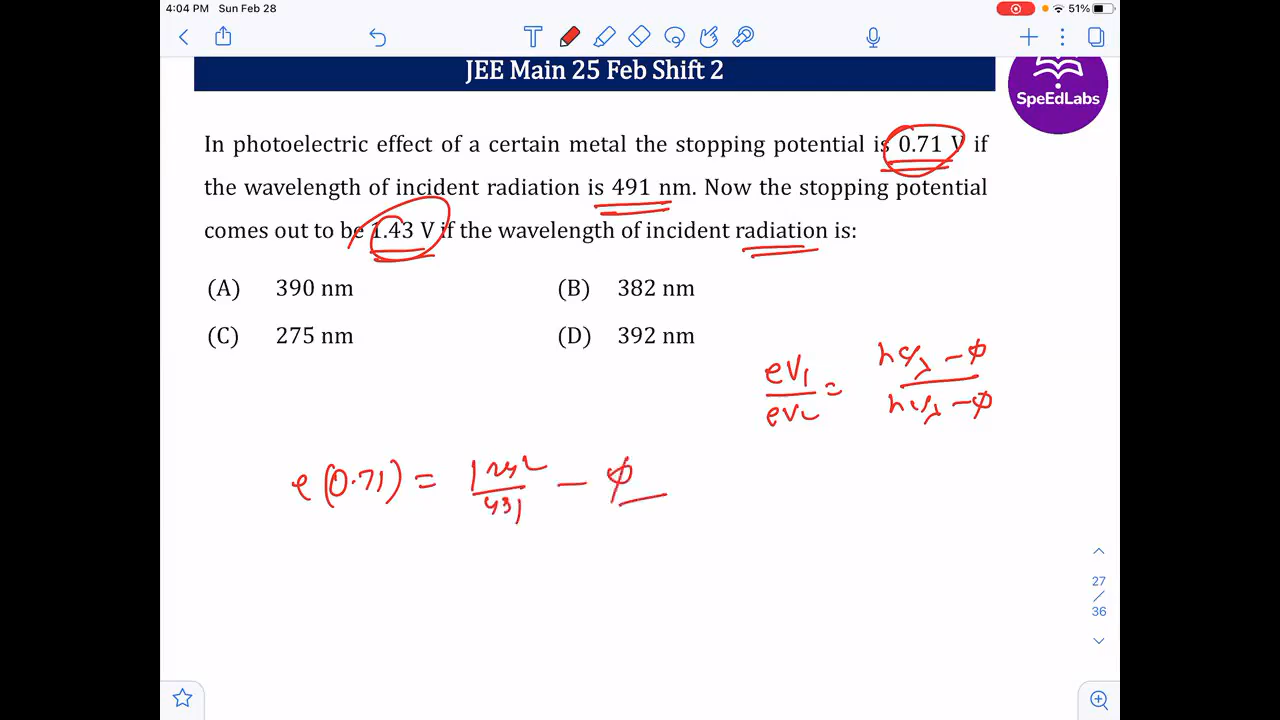 4:04 PM Sun Feb 28
51%
JEE Main 25 Feb Shift 2
SpeEdLabs
In photoelectric effect of a certain metal the stopping potential is 0.71 V if
the wavelength of incident radiation is 491 nm. Now the stopping potential
comes out to be 1.43 V if the wavelength of incident radiation is:
(A) 390 nm (B) 382 nm
(C) 275 nm (D) 392 nm
eV₁/eV₂ = (hc/λ − φ)/(hc/λ − φ)
e(0.71) = 1242/491 − φ
27
/
36